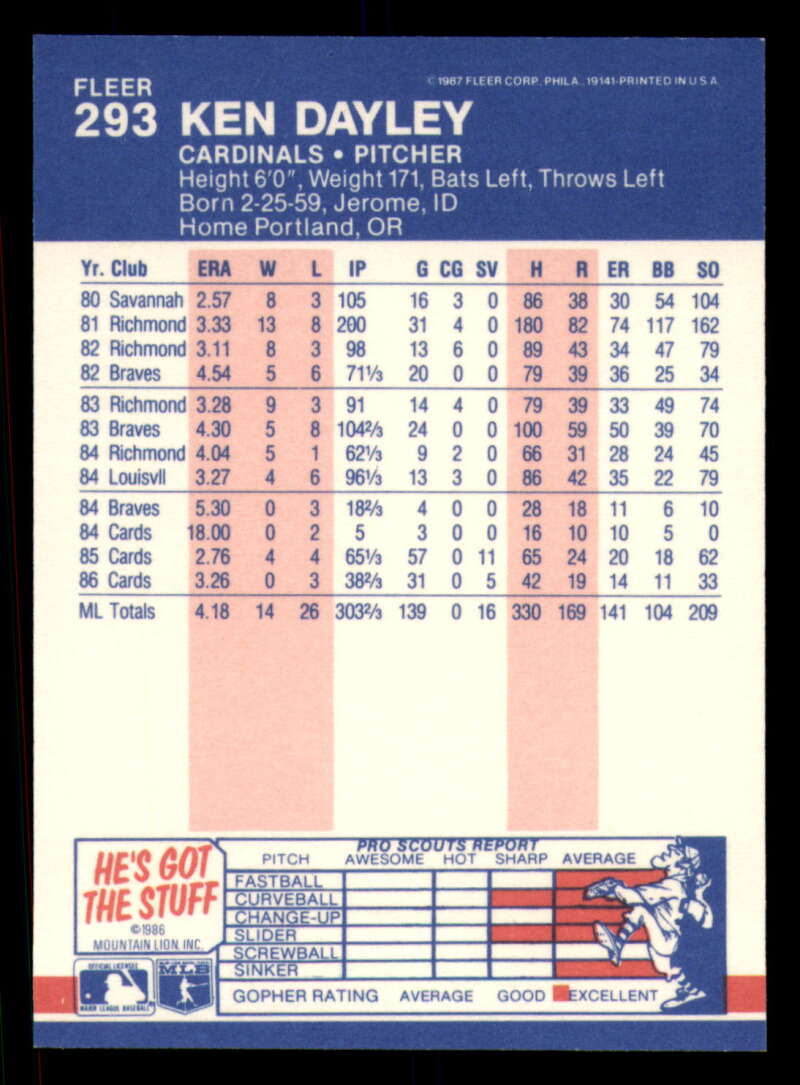 FLEER
© 1987 FLEER CORP. PHILA., 19141-PRINTED IN U S A
293 KEN DAYLEY
CARDINALS • PITCHER
Height 6'0", Weight 171, Bats Left, Throws Left
Born 2-25-59, Jerome, ID
Home Portland, OR
Yr. Club ERA W L IP G CG SV H R ER BB SO
80 Savannah 2.57 8 3 105 16 3 0 86 38 30 54 104
81 Richmond 3.33 13 8 200 31 4 0 180 82 74 117 162
82 Richmond 3.11 8 3 98 13 6 0 89 43 34 47 79
82 Braves 4.54 5 6 71⅓ 20 0 0 79 39 36 25 34
83 Richmond 3.28 9 3 91 14 4 0 79 39 33 49 74
83 Braves 4.30 5 8 104⅔ 24 0 0 100 59 50 39 70
84 Richmond 4.04 5 1 62⅓ 9 2 0 66 31 28 24 45
84 Louisvll 3.27 4 6 96⅓ 13 3 0 86 42 35 22 79
84 Braves 5.30 0 3 18⅔ 4 0 0 28 18 11 6 10
84 Cards 18.00 0 2 5 3 0 0 16 10 10 5 0
85 Cards 2.76 4 4 65⅓ 57 0 11 65 24 20 18 62
86 Cards 3.26 0 3 38⅔ 31 0 5 42 19 14 11 33
ML Totals 4.18 14 26 303⅔ 139 0 16 330 169 141 104 209
HE'S GOT
THE STUFF
©1986
MOUNTAIN LION, INC.
PRO SCOUTS REPORT
PITCH AWESOME HOT SHARP AVERAGE
FASTBALL
CURVEBALL
CHANGE-UP
SLIDER
SCREWBALL
SINKER
GOPHER RATING AVERAGE GOOD EXCELLENT
OFFICIAL LICENSEE
MAJOR LEAGUE BASEBALL
MLB